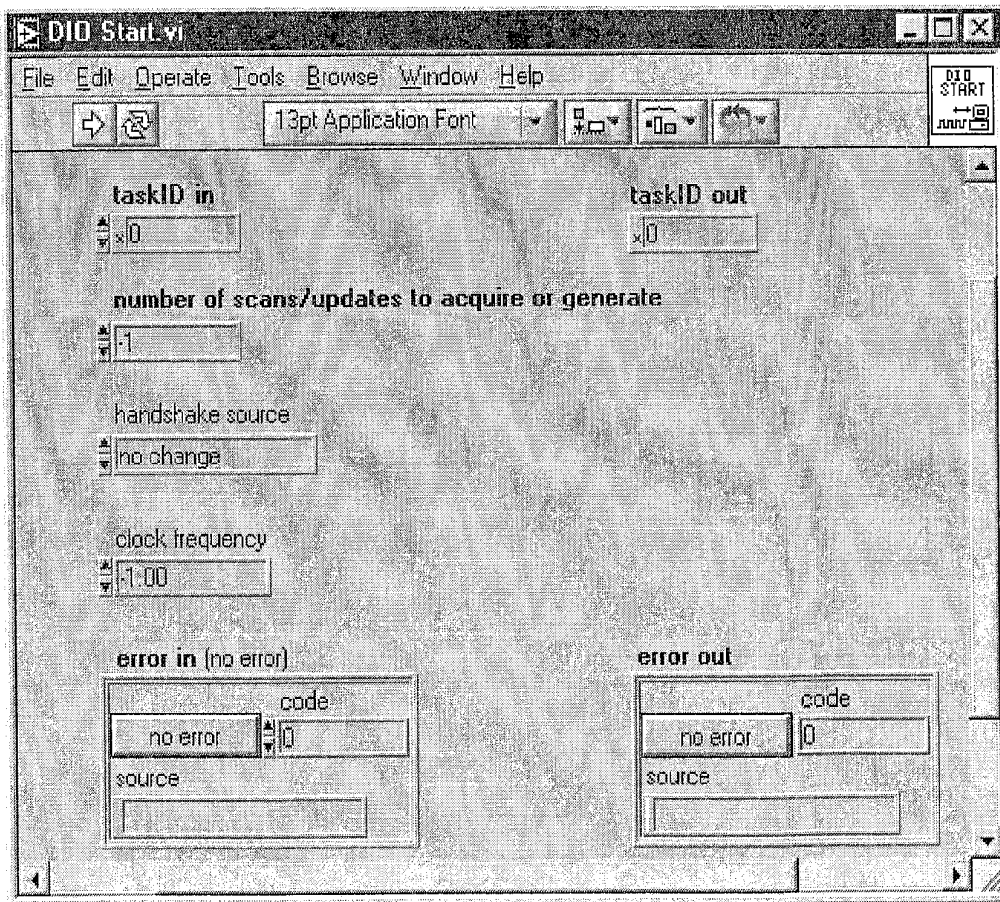 DIO Start.vi
File Edit Operate Tools Browse Window Help
DIO
START
13pt Application Font
taskID in
taskID out
x 0
x 0
number of scans/updates to acquire or generate
-1
handshake source
no change
clock frequency
-1.00
error in (no error)
error out
code
code
no error
0
no error
0
source
source